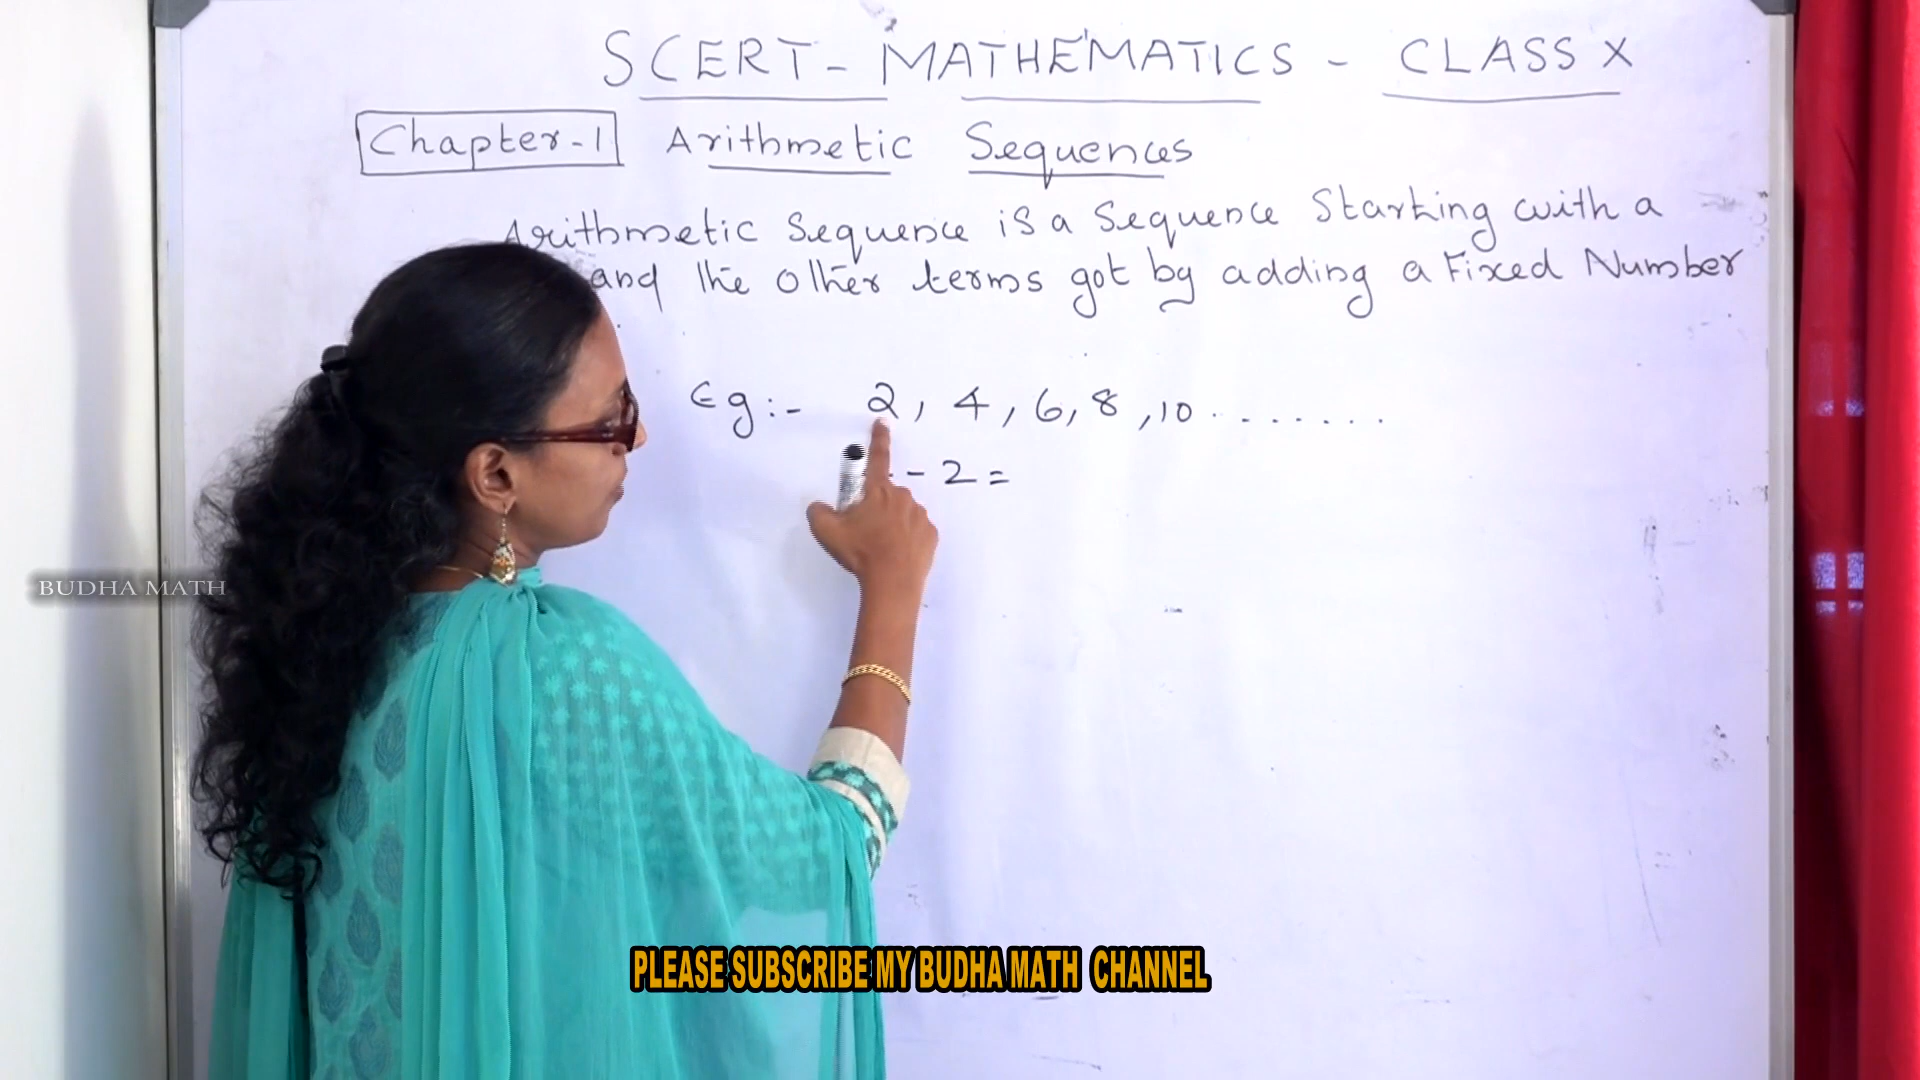 SCERT - MATHEMATICS - CLASS X
Chapter-1 Arithmetic Sequences
Arithmetic Sequence is a Sequence Starting with a
and the other terms got by adding a Fixed Number
Eg:- 2, 4, 6, 8, 10 . . . . . . .
- 2 =
BUDHA MATH
PLEASE SUBSCRIBE MY BUDHA MATH CHANNEL